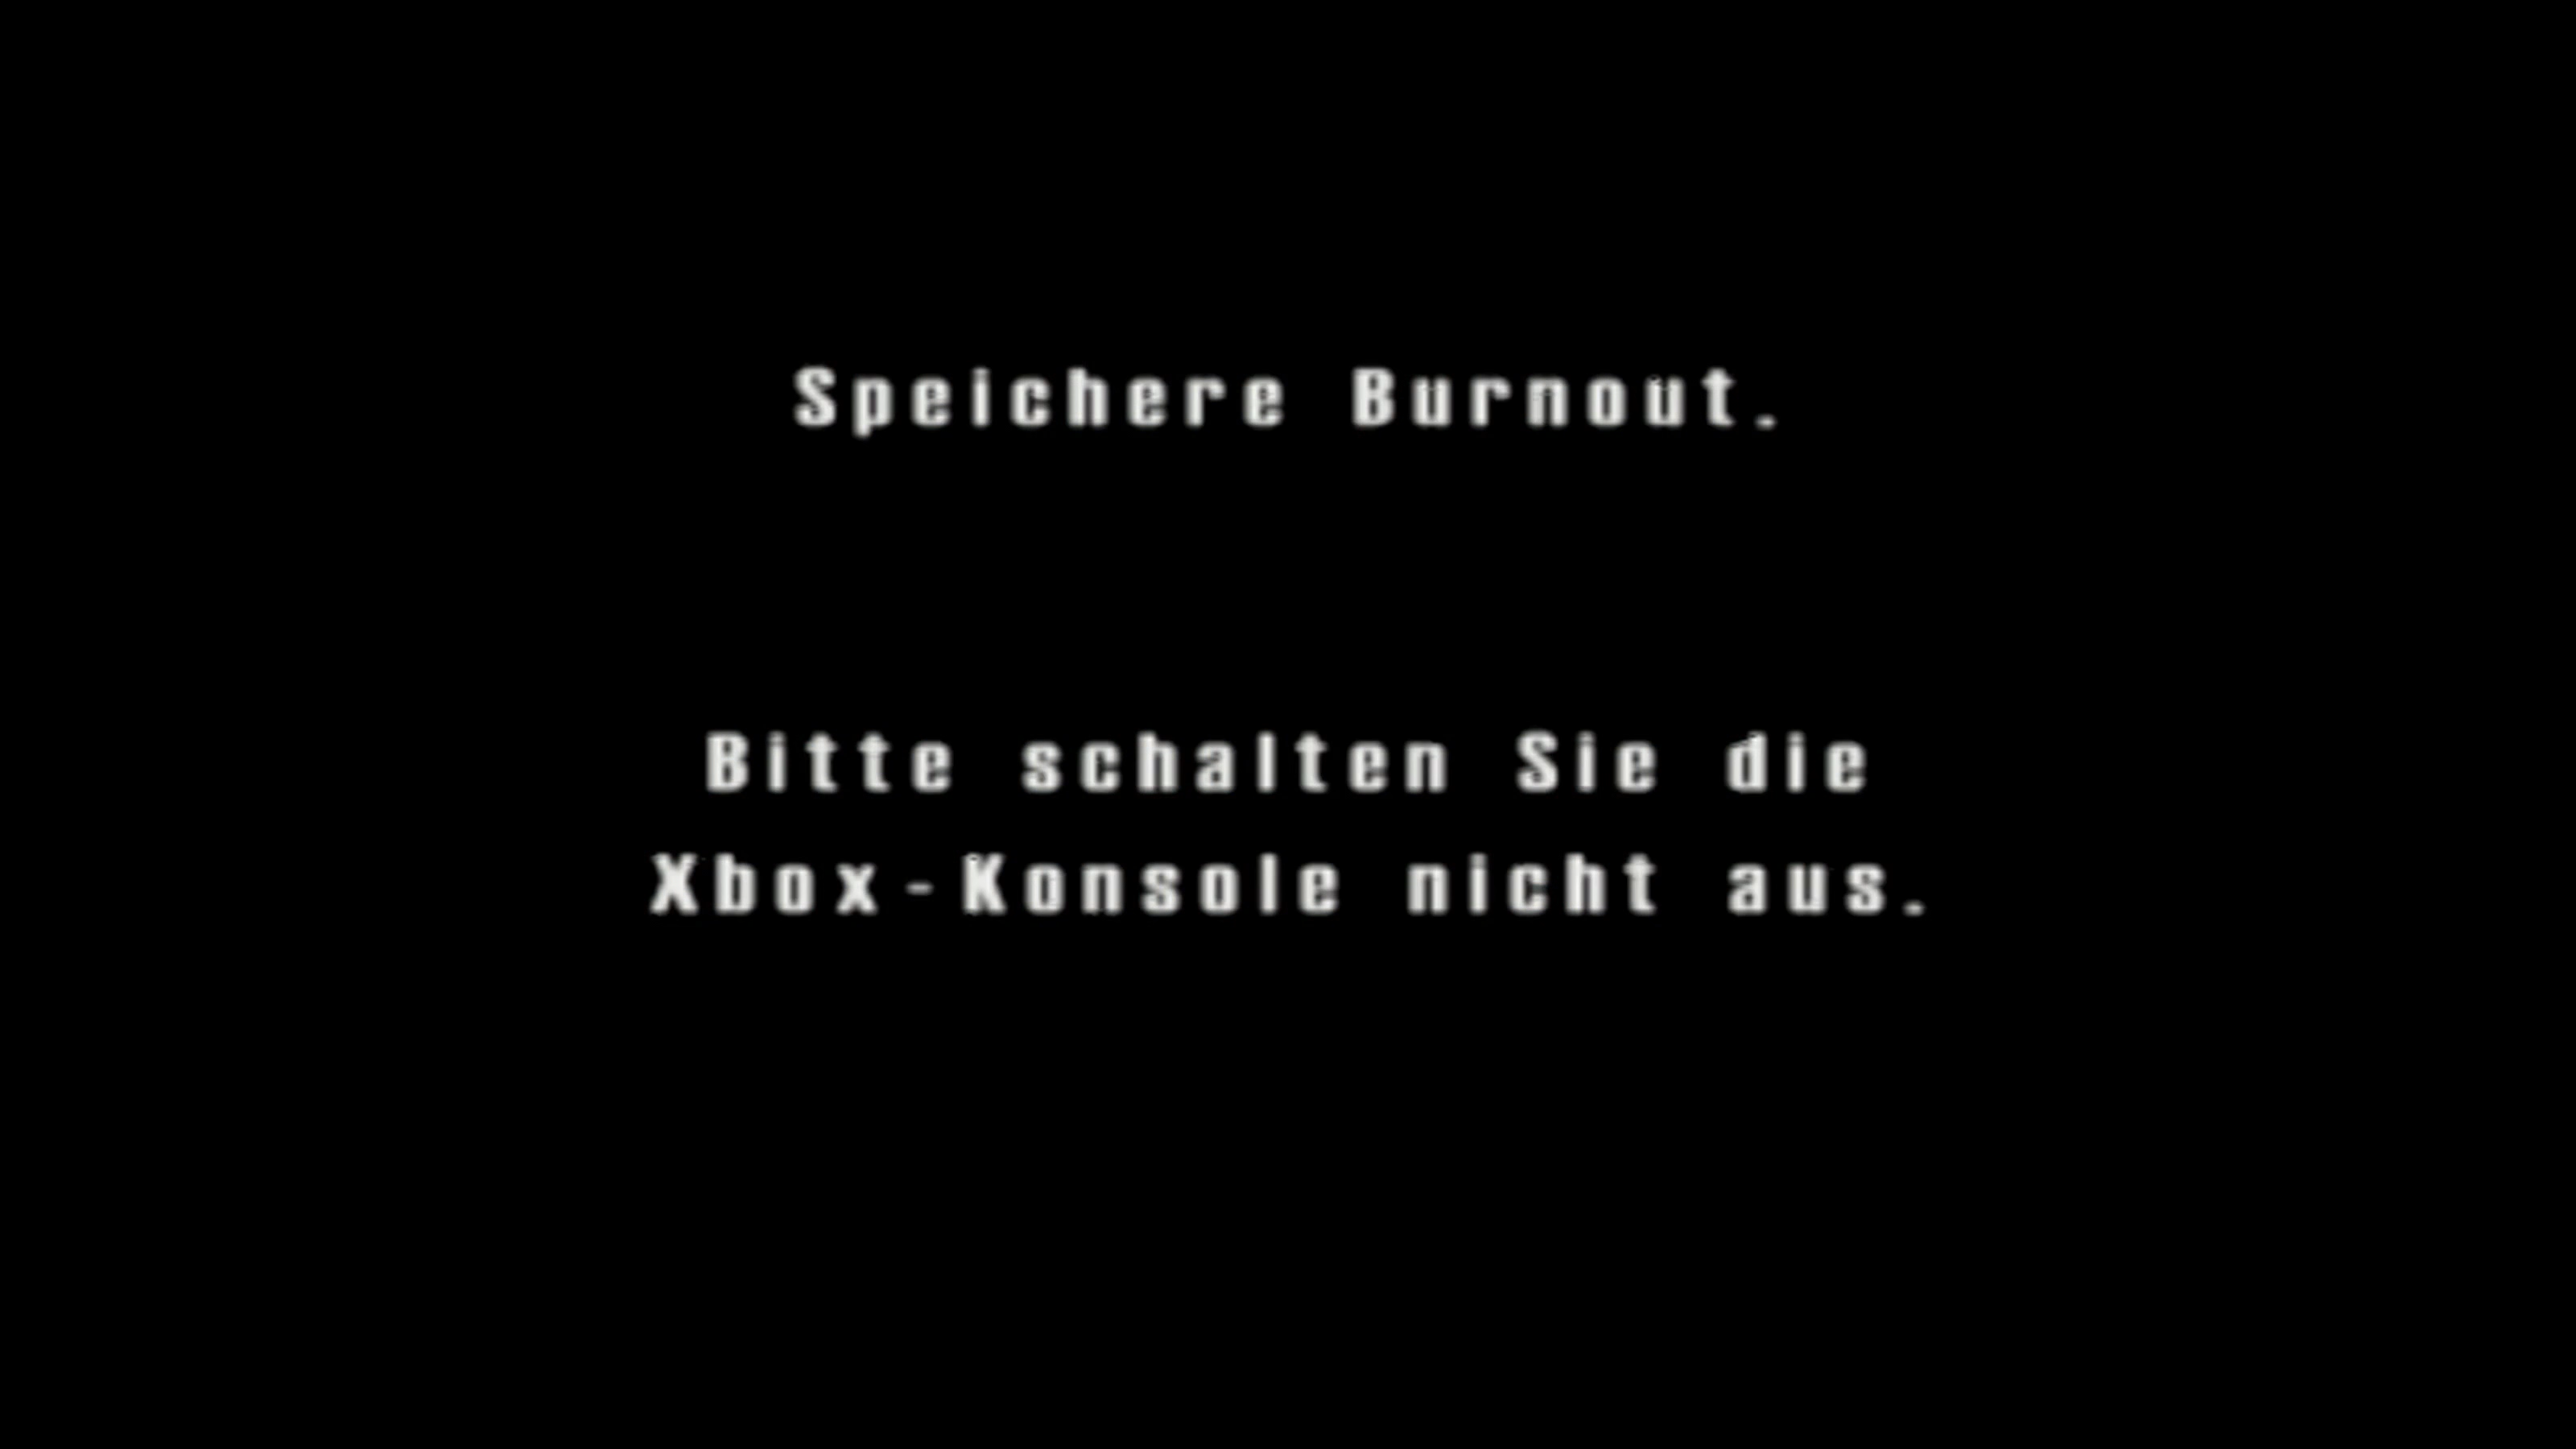 Speichere Burnout.
Bitte schalten Sie die
Xbox-Konsole nicht aus.